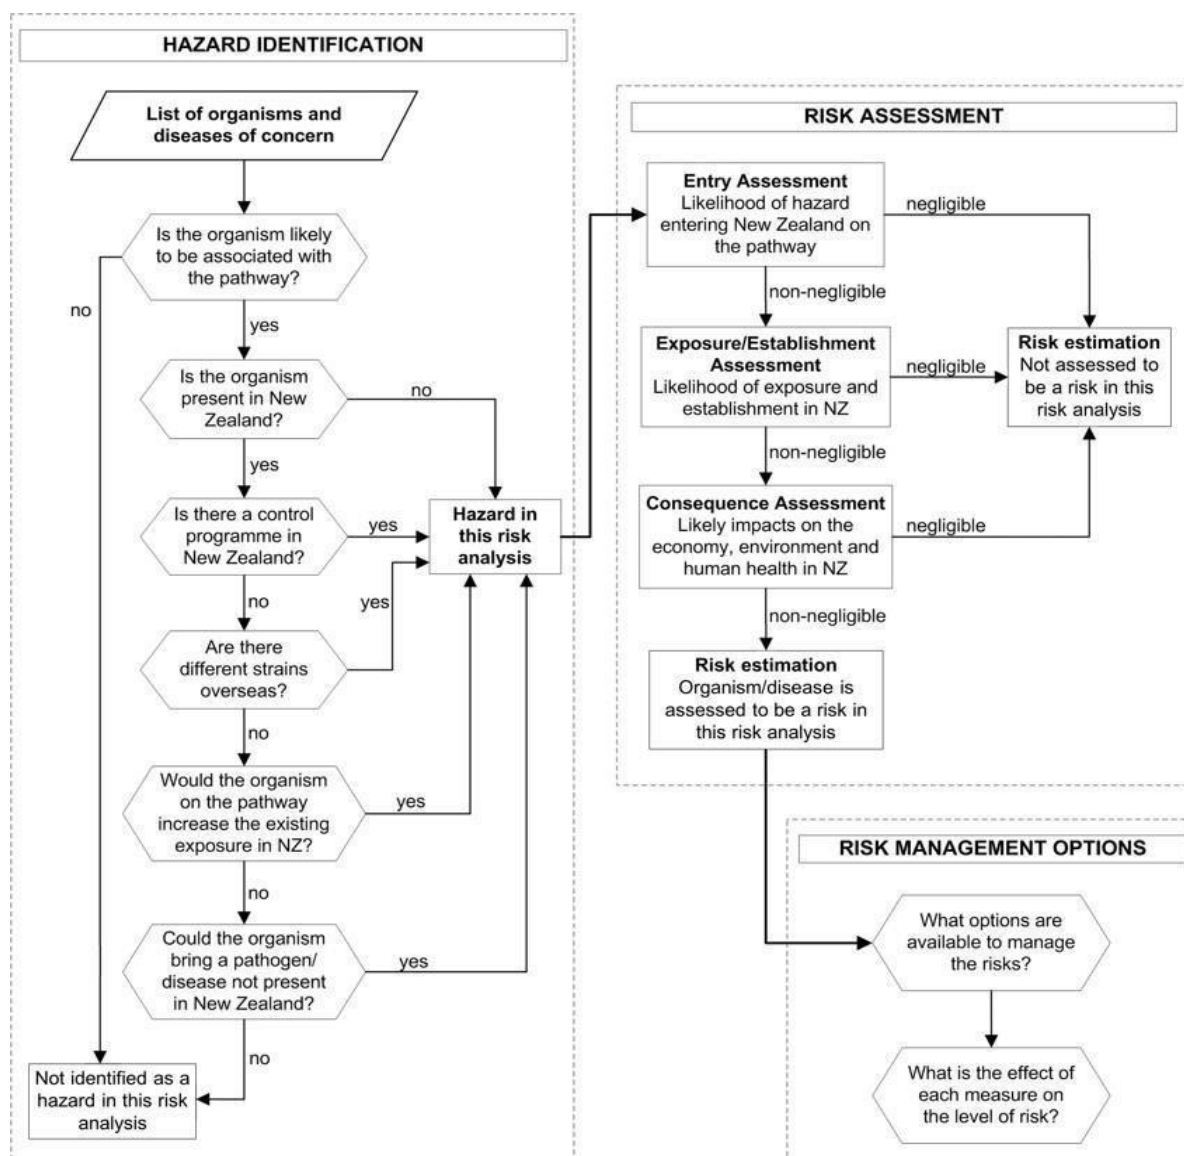 HAZARD IDENTIFICATION
List of organisms and
diseases of concern
Is the organism likely
to be associated with
the pathway?
no
yes
Is the organism
present in New
Zealand?
no
yes
Is there a control
programme in
New Zealand?
yes
Hazard in
this risk
analysis
no
yes
Are there
different strains
overseas?
no
Would the organism
on the pathway
increase the existing
exposure in NZ?
yes
no
Could the organism
bring a pathogen/
disease not present
in New Zealand?
yes
no
Not identified as a
hazard in this risk
analysis
RISK ASSESSMENT
Entry Assessment
Likelihood of hazard
entering New Zealand on
the pathway
negligible
non-negligible
Exposure/Establishment
Assessment
Likelihood of exposure and
establishment in NZ
negligible
Risk estimation
Not assessed to
be a risk in this
risk analysis
non-negligible
Consequence Assessment
Likely impacts on the
economy, environment and
human health in NZ
negligible
non-negligible
Risk estimation
Organism/disease is
assessed to be a risk in
this risk analysis
RISK MANAGEMENT OPTIONS
What options are
available to manage
the risks?
What is the effect of
each measure on
the level of risk?